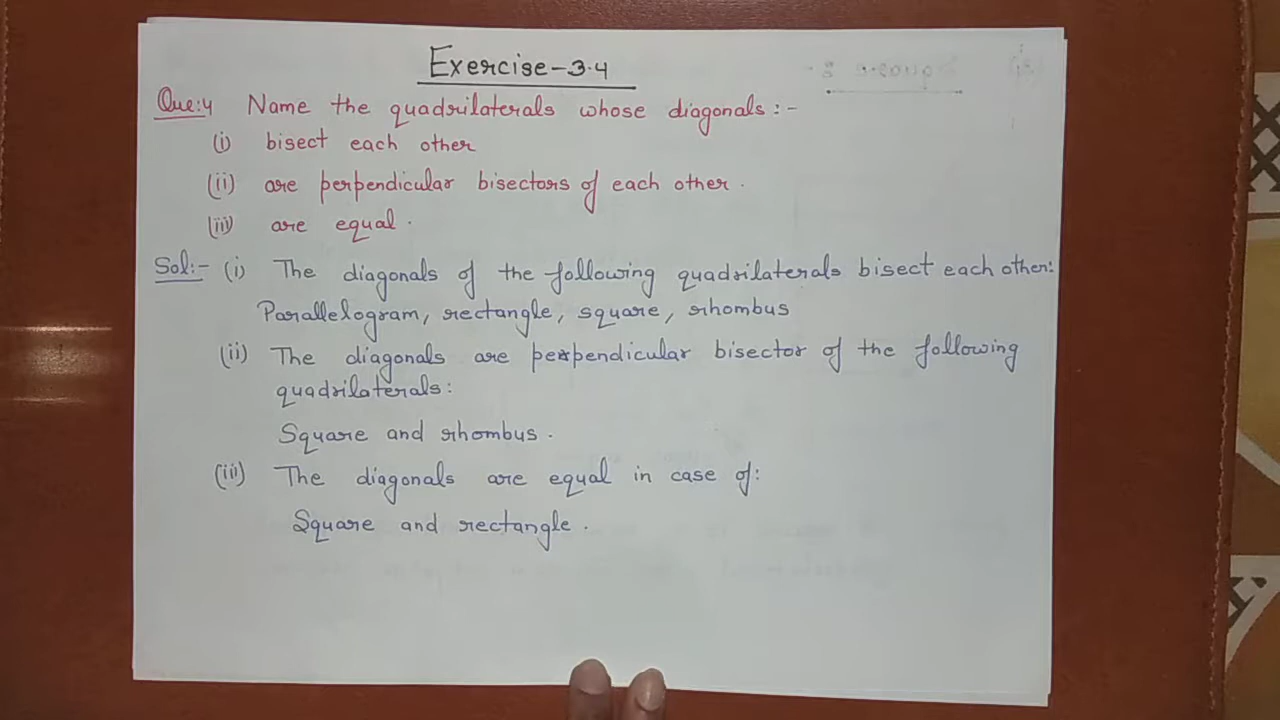 Exercise-3.4
Que:4 Name the quadrilaterals whose diagonals :-
(i) bisect each other
(ii) are perpendicular bisectors of each other.
(iii) are equal.
Sol:- (i) The diagonals of the following quadrilaterals bisect each other:
Parallelogram, rectangle, square, rhombus
(ii) The diagonals are perpendicular bisector of the following
quadrilaterals:
Square and rhombus.
(iii) The diagonals are equal in case of:
Square and rectangle.